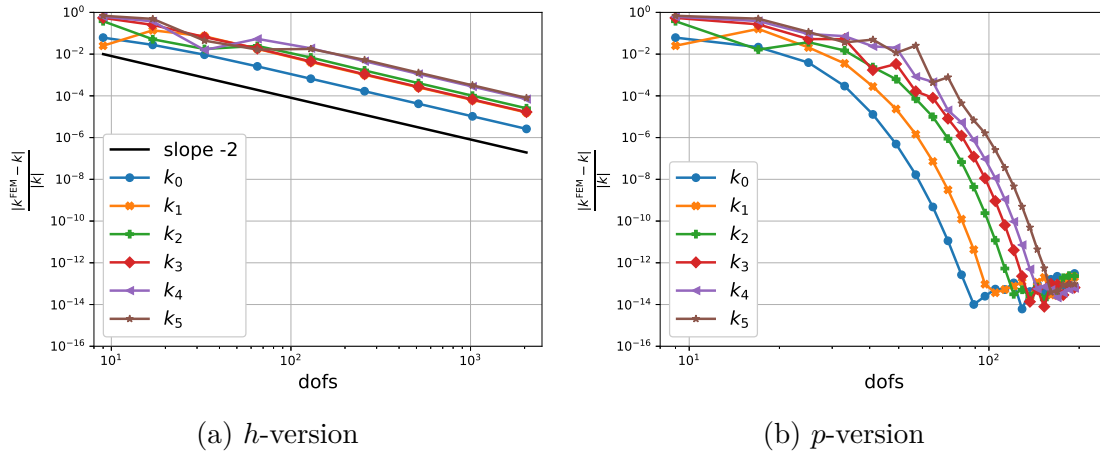 10^0
10^{-2}
10^{-4}
10^{-6}
10^{-8}
10^{-10}
10^{-12}
10^{-14}
10^{-16}
|k^{FEM} − k|
|k|
slope -2
k_0
k_1
k_2
k_3
k_4
k_5
10^1
10^2
10^3
dofs
(a) h-version
10^0
10^{-2}
10^{-4}
10^{-6}
10^{-8}
10^{-10}
10^{-12}
10^{-14}
10^{-16}
|k^{FEM} − k|
|k|
k_0
k_1
k_2
k_3
k_4
k_5
10^1
10^2
dofs
(b) p-version